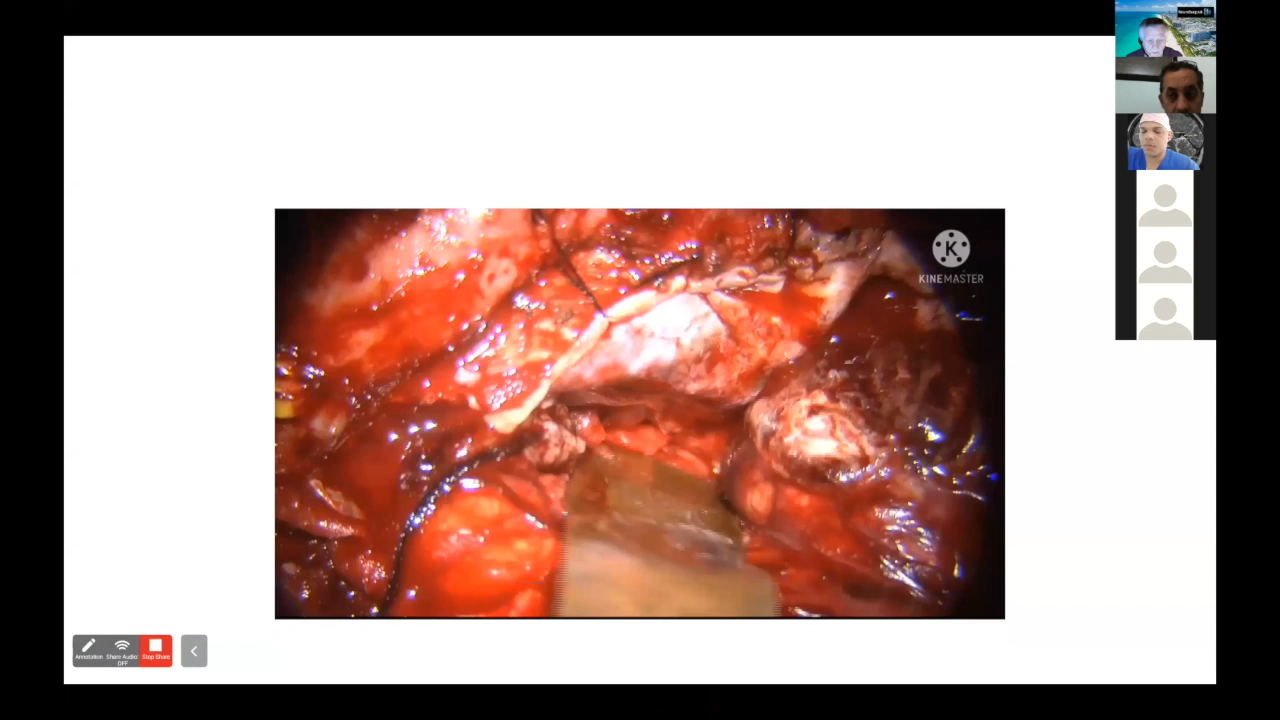 K
KINEMASTER
Annotation
Share Audio:
OFF
Stop Share